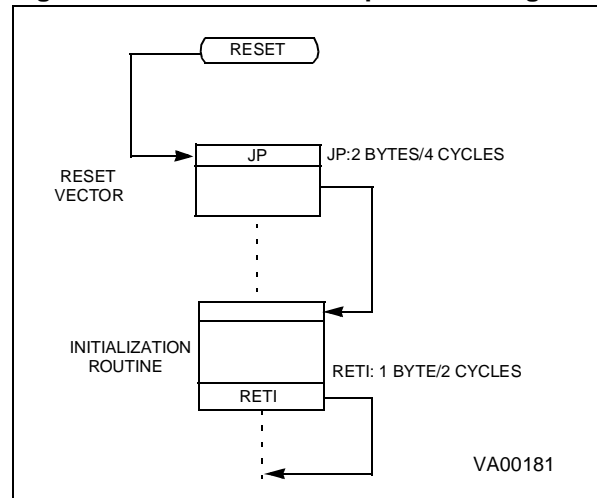 RESET
JP
JP:2 BYTES/4 CYCLES
RESET
VECTOR
INITIALIZATION
ROUTINE
RETI: 1 BYTE/2 CYCLES
RETI
VA00181